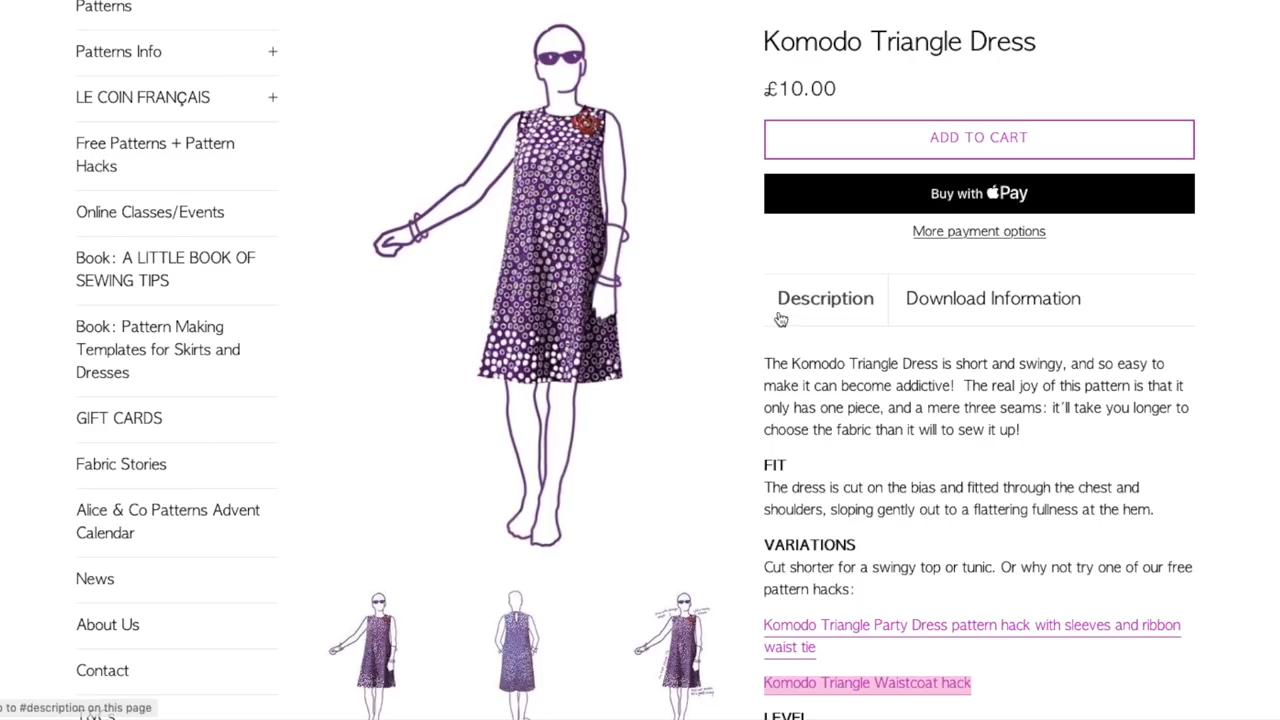 Patterns
Patterns Info +
LE COIN FRANÇAIS +
Free Patterns + Pattern
Hacks
Online Classes/Events
Book: A LITTLE BOOK OF
SEWING TIPS
Book: Pattern Making
Templates for Skirts and
Dresses
GIFT CARDS
Fabric Stories
Alice & Co Patterns Advent
Calendar
News
About Us
Contact
Komodo Triangle Dress
£10.00
ADD TO CART
Buy with Pay
More payment options
Description
Download Information
The Komodo Triangle Dress is short and swingy, and so easy to
make it can become addictive! The real joy of this pattern is that it
only has one piece, and a mere three seams: it'll take you longer to
choose the fabric than it will to sew it up!
FIT
The dress is cut on the bias and fitted through the chest and
shoulders, sloping gently out to a flattering fullness at the hem.
VARIATIONS
Cut shorter for a swingy top or tunic. Or why not try one of our free
pattern hacks:
Komodo Triangle Party Dress pattern hack with sleeves and ribbon
waist tie
Komodo Triangle Waistcoat hack
LEVEL
to #description on this page